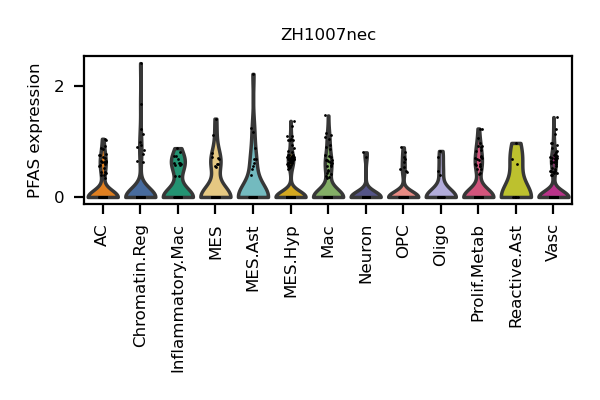 ZH1007nec
PFAS expression
2
0
AC
Chromatin.Reg
Inflammatory.Mac
MES
MES.Ast
MES.Hyp
Mac
Neuron
OPC
Oligo
Prolif.Metab
Reactive.Ast
Vasc